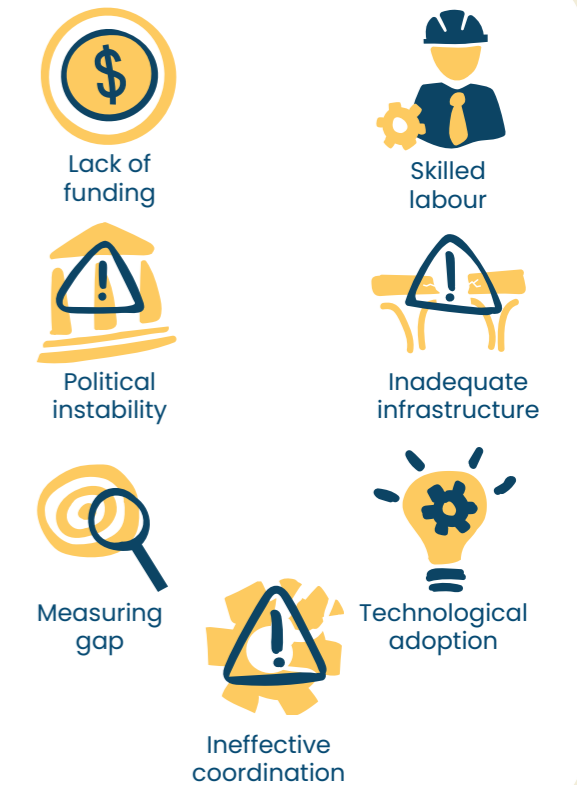 $
Lack of
funding
Skilled
labour
!
Political
instability
!
Inadequate
infrastructure
Measuring
gap
Technological
adoption
!
Ineffective
coordination